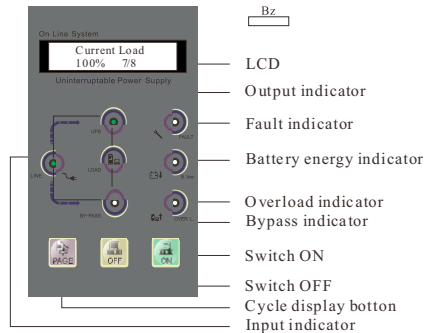 Bz
On Line System
Current Load
100% 7/8
Uninterruptable Power Supply
UPS
FAULT
LINE
LOAD
B.low
BY-PASS
OVER L.
PAGE
OFF
ON
LCD
Output indicator
Fault indicator
Battery energy indicator
Overload indicator
Bypass indicator
Switch ON
Switch OFF
Cycle display botton
Input indicator